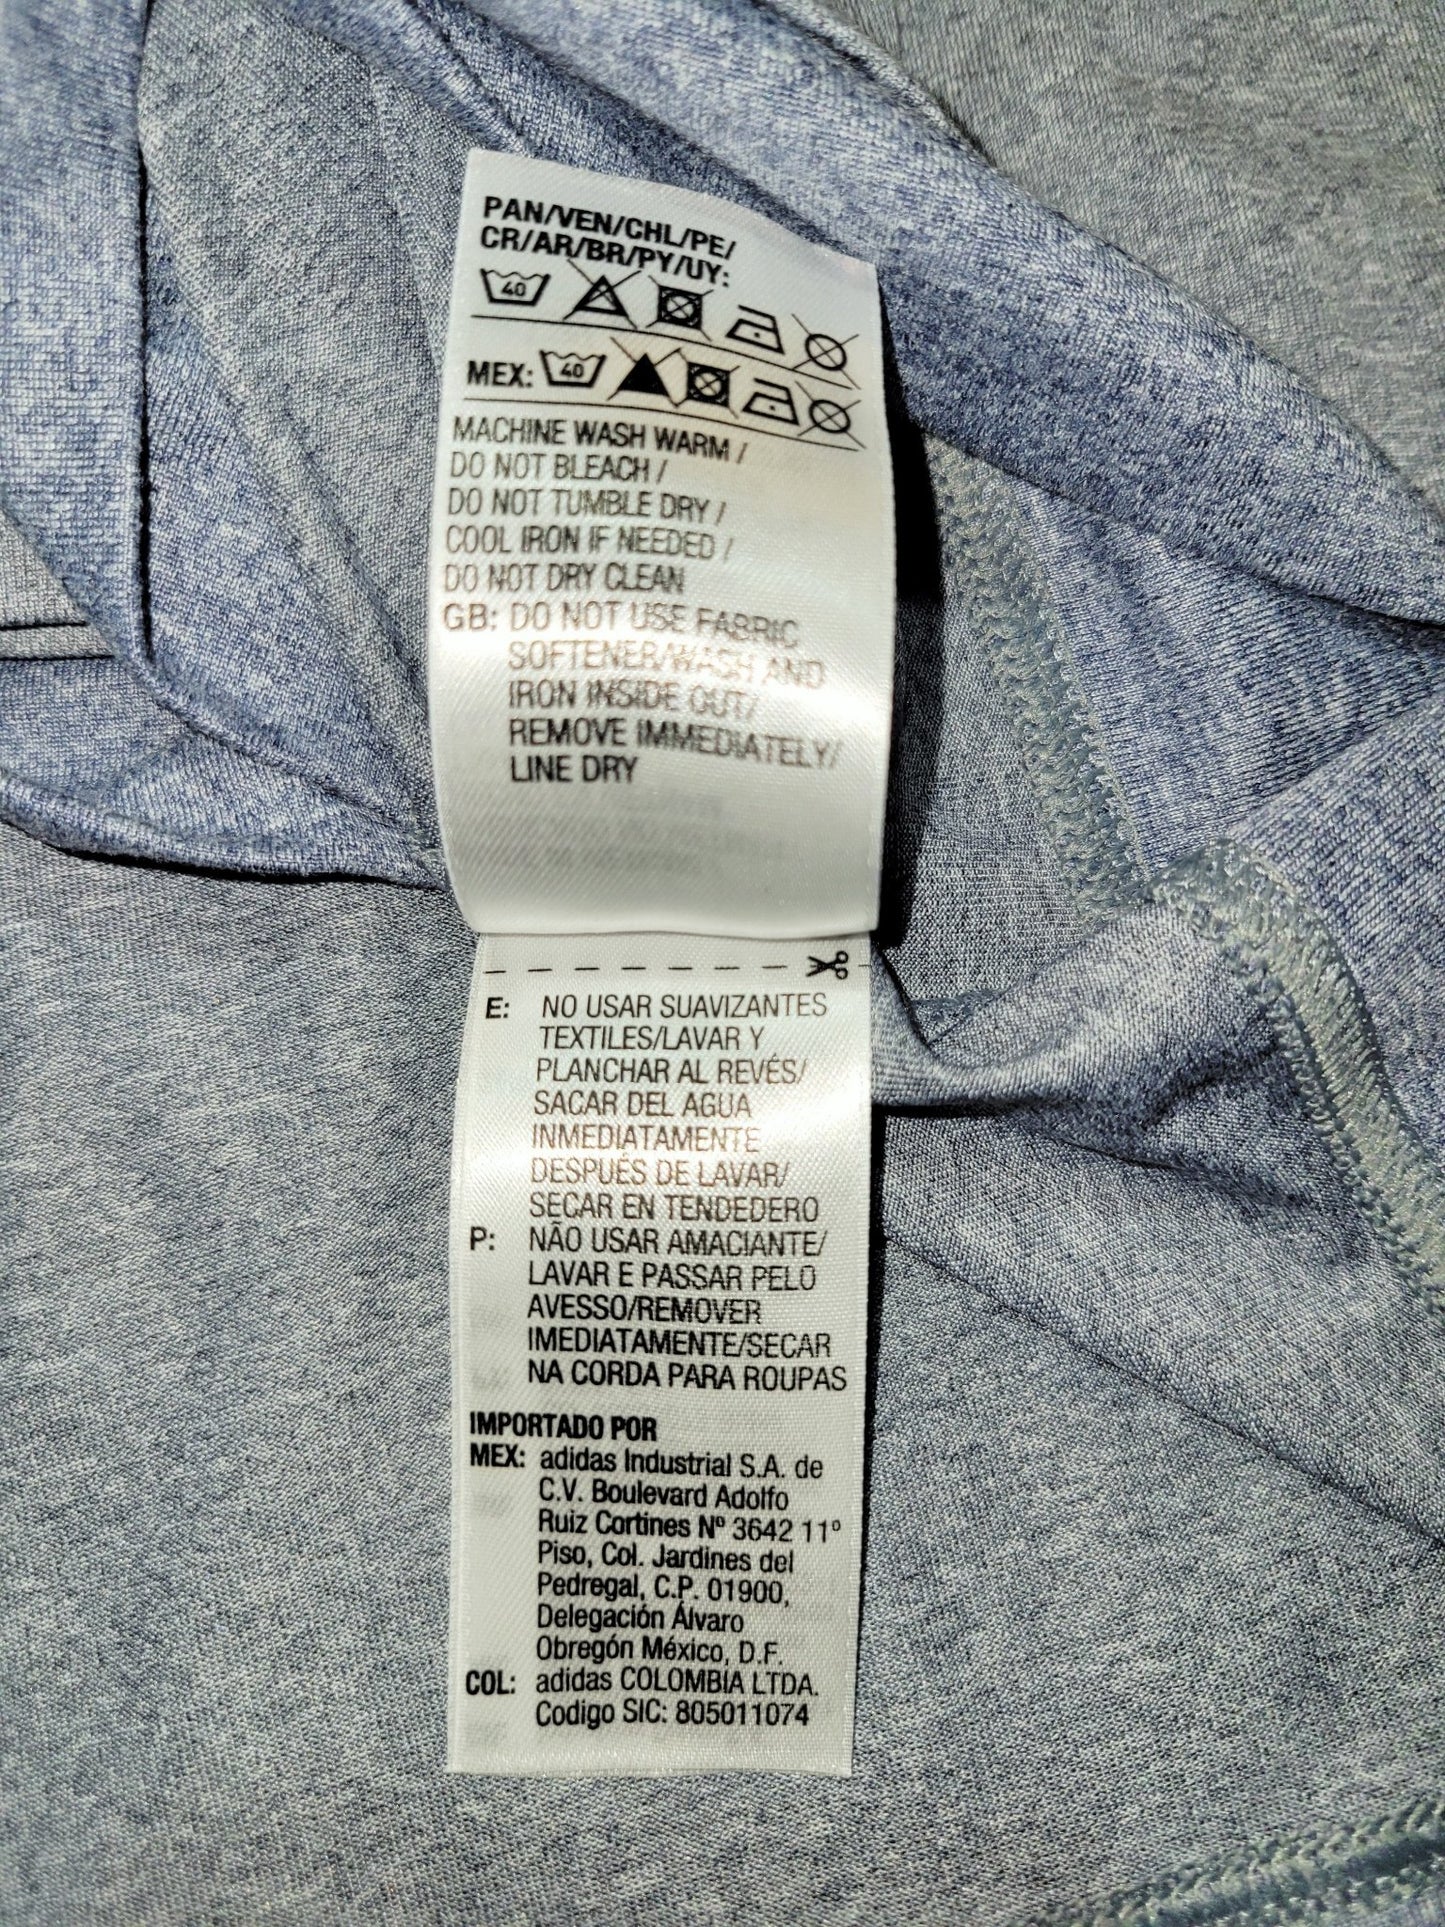 PAN/VEN/CHL/PE/
CR/AR/BR/PY/UY:
40
MEX: 40
MACHINE WASH WARM /
DO NOT BLEACH /
DO NOT TUMBLE DRY /
COOL IRON IF NEEDED /
DO NOT DRY CLEAN
GB: DO NOT USE FABRIC
SOFTENER/WASH AND
IRON INSIDE OUT/
REMOVE IMMEDIATELY/
LINE DRY
E: NO USAR SUAVIZANTES
TEXTILES/LAVAR Y
PLANCHAR AL REVÉS/
SACAR DEL AGUA
INMEDIATAMENTE
DESPUÉS DE LAVAR/
SECAR EN TENDEDERO
P: NÃO USAR AMACIANTE/
LAVAR E PASSAR PELO
AVESSO/REMOVER
IMEDIATAMENTE/SECAR
NA CORDA PARA ROUPAS
IMPORTADO POR
MEX: adidas Industrial S.A. de
C.V. Boulevard Adolfo
Ruiz Cortines Nº 3642 11º
Piso, Col. Jardines del
Pedregal, C.P. 01900,
Delegación Álvaro
Obregón México, D.F.
COL: adidas COLOMBIA LTDA.
Codigo SIC: 805011074